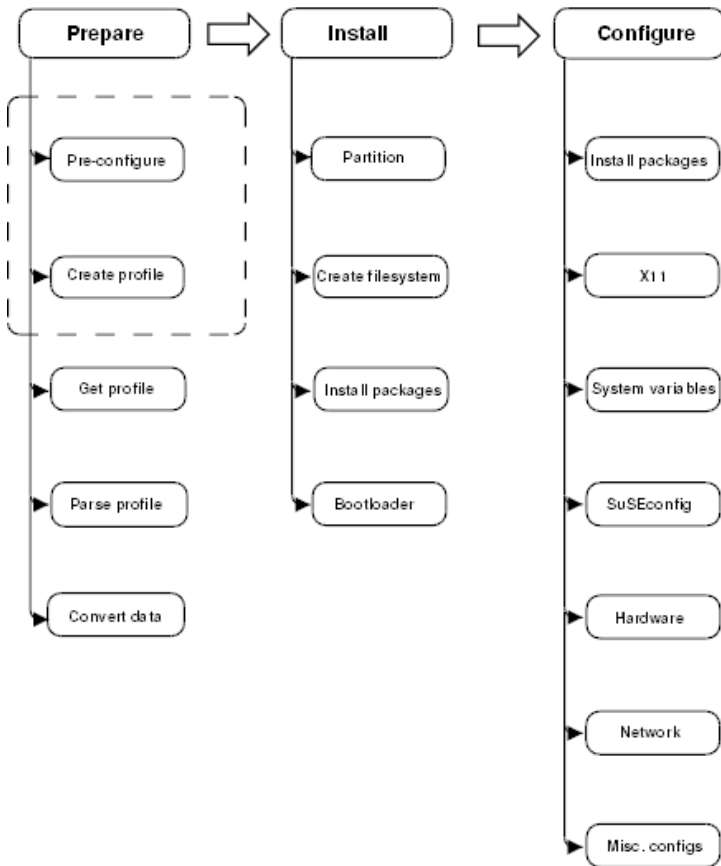 Prepare
Install
Configure
Pre-configure
Partition
Install packages
Create profile
Create filesystem
X11
Get profile
Install packages
System variables
Parse profile
Bootloader
SuSEconfig
Convert data
Hardware
Network
Misc. configs